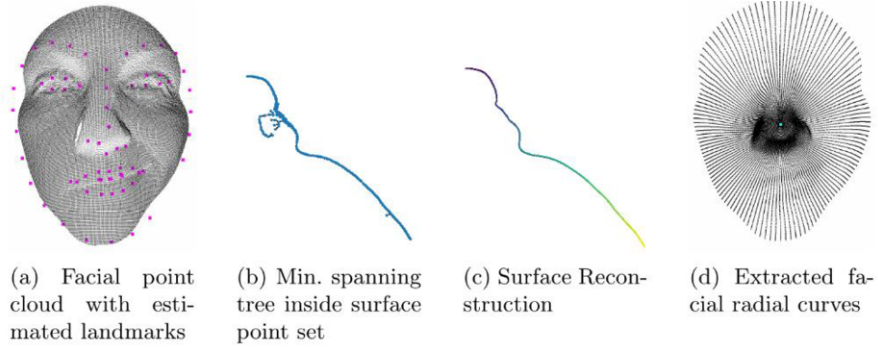 (a) Facial point
cloud with esti-
mated landmarks
(b) Min. spanning
tree inside surface
point set
(c) Surface Recon-
struction
(d) Extracted fa-
cial radial curves